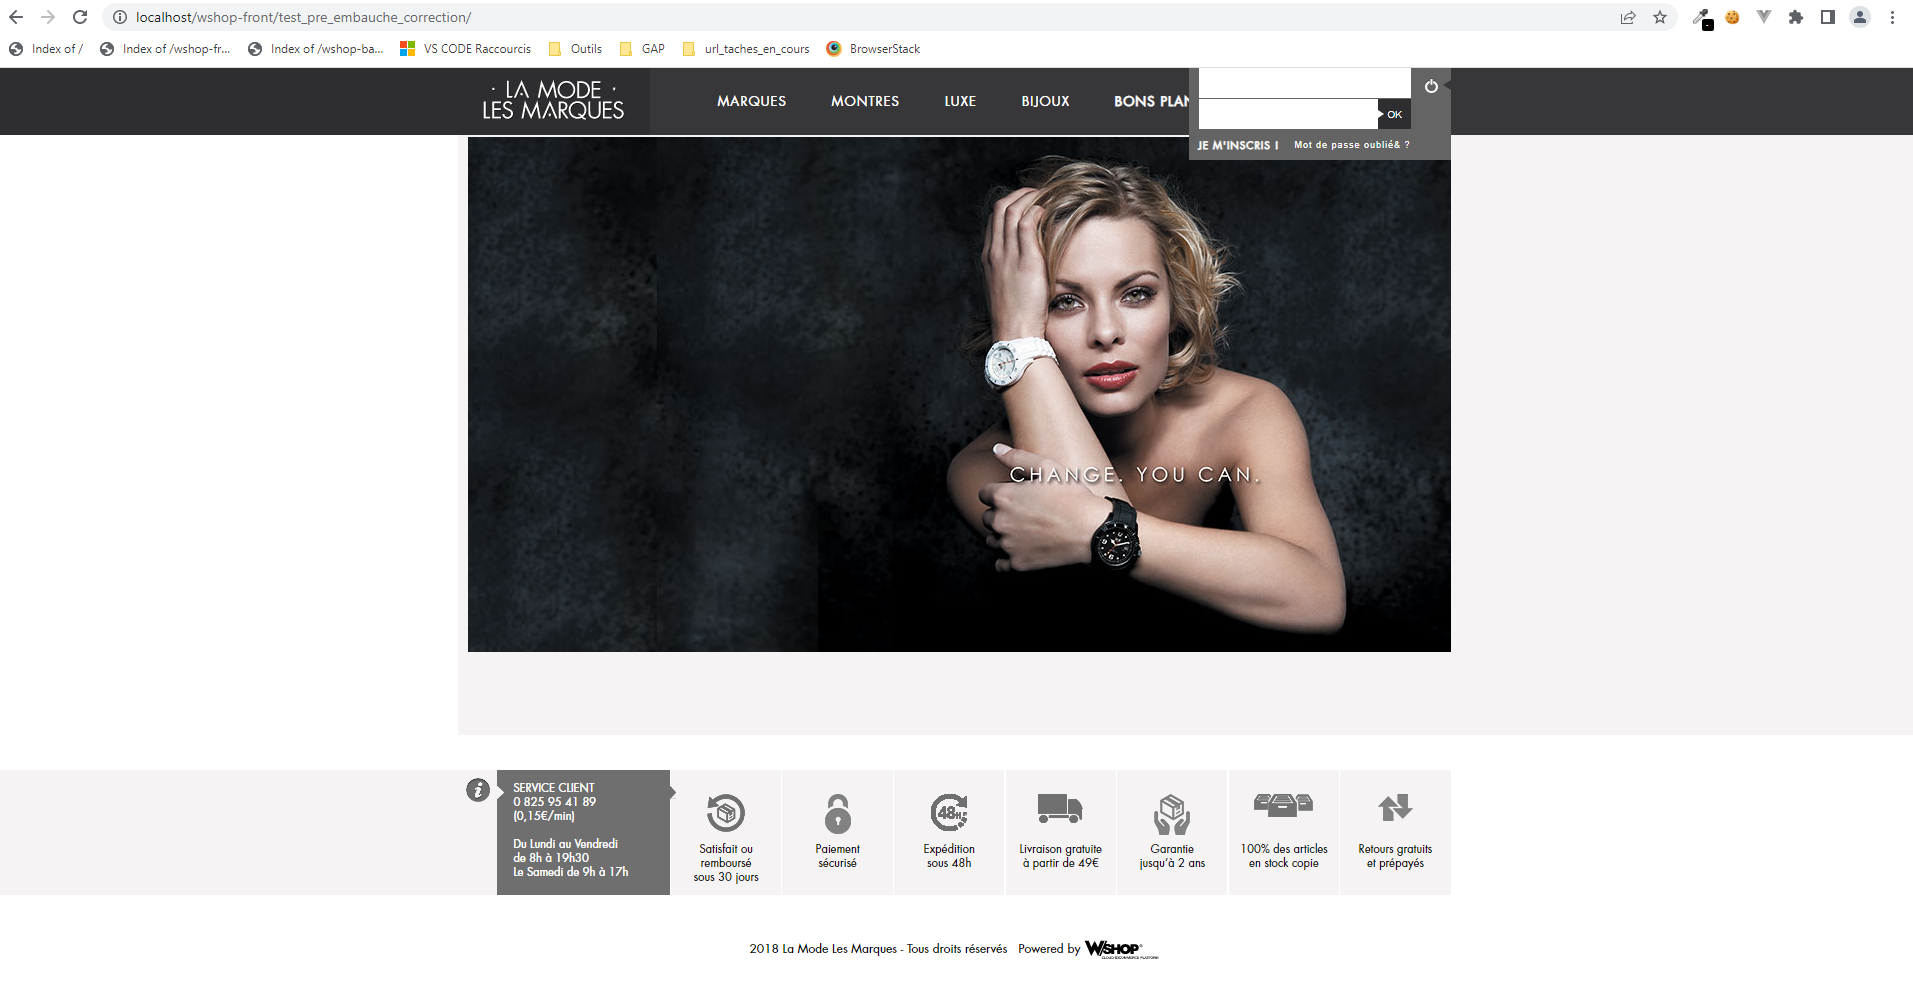 localhost/wshop-front/test_pre_embauche_correction/
Index of / Index of /wshop-fr... Index of /wshop-ba... VS CODE Raccourcis Outils GAP url_taches_en_cours BrowserStack
· LA MODE ·
LES MARQUES
MARQUES MONTRES LUXE BIJOUX BONS PLAN
OK
JE M'INSCRIS ! Mot de passe oublié& ?
CHANGE. YOU CAN.
SERVICE CLIENT
0 825 95 41 89
(0,15€/min)
Du Lundi au Vendredi
de 8h à 19h30
Le Samedi de 9h à 17h
Satisfait ou
remboursé
sous 30 jours
Paiement
sécurisé
48H
Expédition
sous 48h
Livraison gratuite
à partir de 49€
Garantie
jusqu'à 2 ans
100% des articles
en stock copie
Retours gratuits
et prépayés
2018 La Mode Les Marques - Tous droits réservés Powered by WSHOP
CLOUD ECOMMERCE PLATFORM